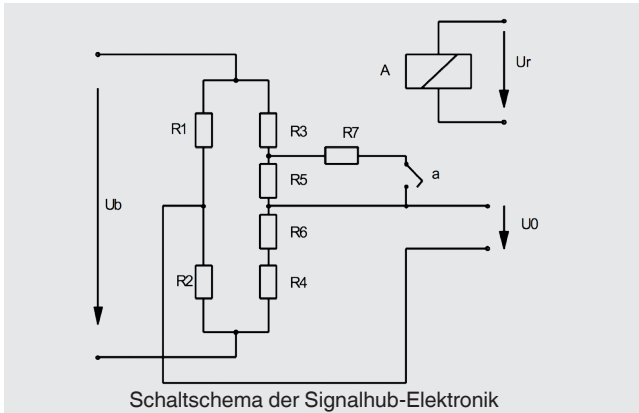 A
Ur
R1
R3
R7
R5
a
Ub
R6
U0
R2
R4
Schaltschema der Signalhub-Elektronik